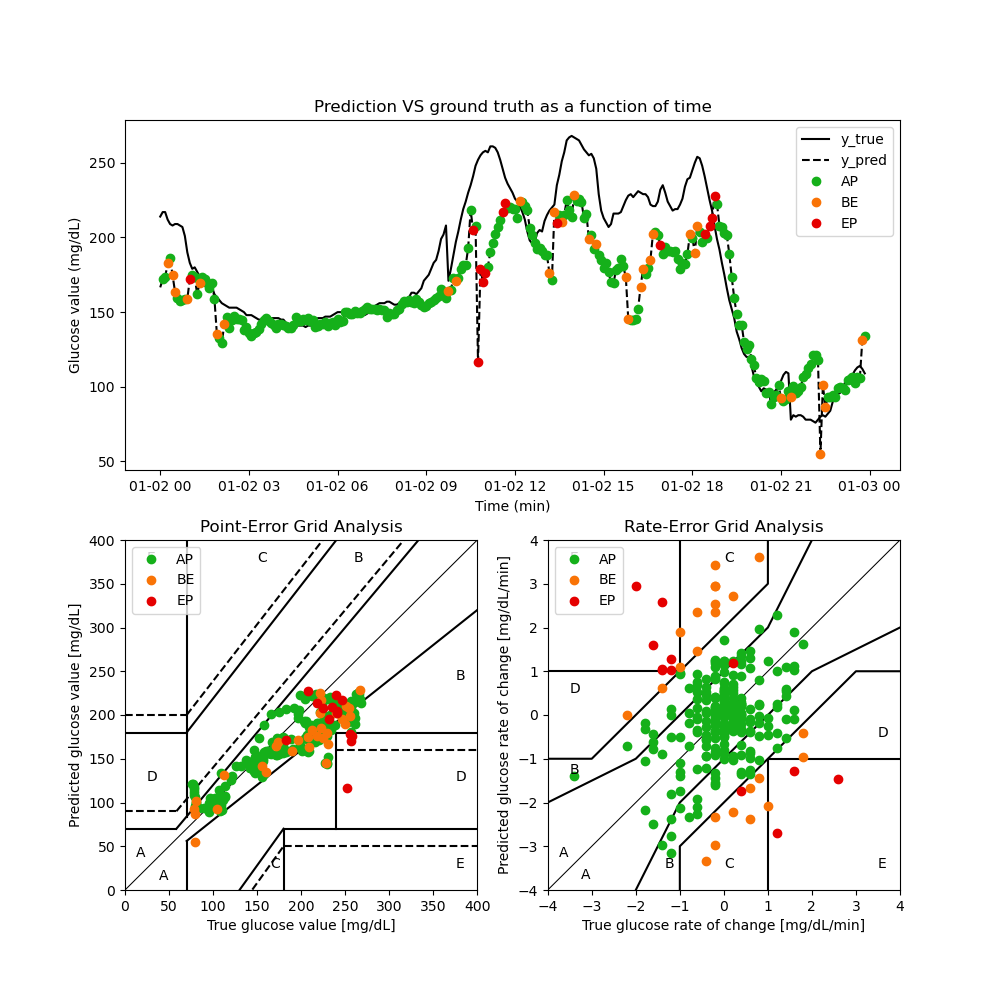 Prediction VS ground truth as a function of time
Glucose value (mg/dL)
250
200
150
100
50
y_true
y_pred
AP
BE
EP
01-02 00 01-02 03 01-02 06 01-02 09 01-02 12 01-02 15 01-02 18 01-02 21 01-03 00
Time (min)
Point-Error Grid Analysis
Predicted glucose value [mg/dL]
400
350
300
250
200
150
100
50
0
AP
BE
EP
C
B
B
D
D
A
A
C
E
0 50 100 150 200 250 300 350 400
True glucose value [mg/dL]
Rate-Error Grid Analysis
Predicted glucose rate of change [mg/dL/min]
4
3
2
1
0
−1
−2
−3
−4
AP
BE
EP
C
D
D
B
A
A
B
C
E
−4 −3 −2 −1 0 1 2 3 4
True glucose rate of change [mg/dL/min]